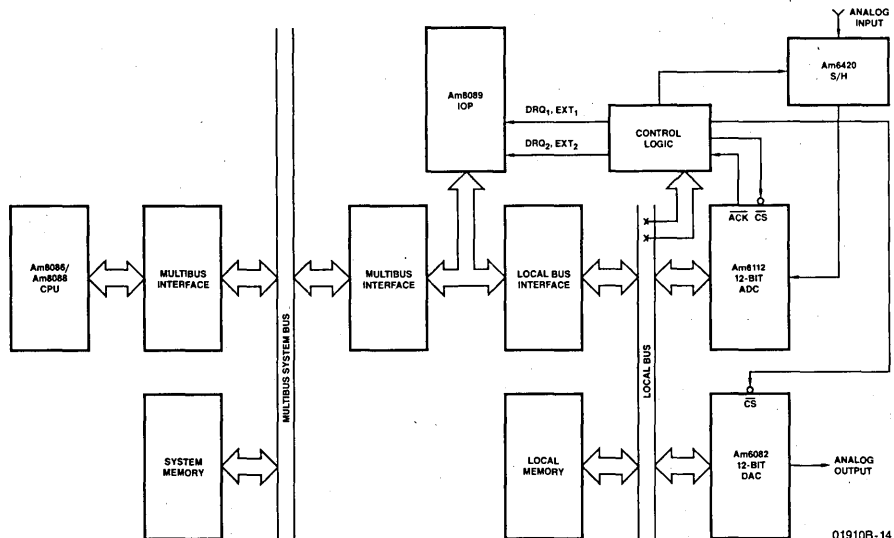 ANALOG
INPUT
Am6420
S/H
Am8089
IOP
DRQ1, EXT1
DRQ2, EXT2
CONTROL
LOGIC
Am8086/
Am8088
CPU
MULTIBUS
INTERFACE
MULTIBUS SYSTEM BUS
MULTIBUS
INTERFACE
LOCAL BUS
INTERFACE
LOCAL BUS
ACK CS
Am6112
12-BIT
ADC
SYSTEM
MEMORY
LOCAL
MEMORY
CS
Am6082
12-BIT
DAC
ANALOG
OUTPUT
01910B-14